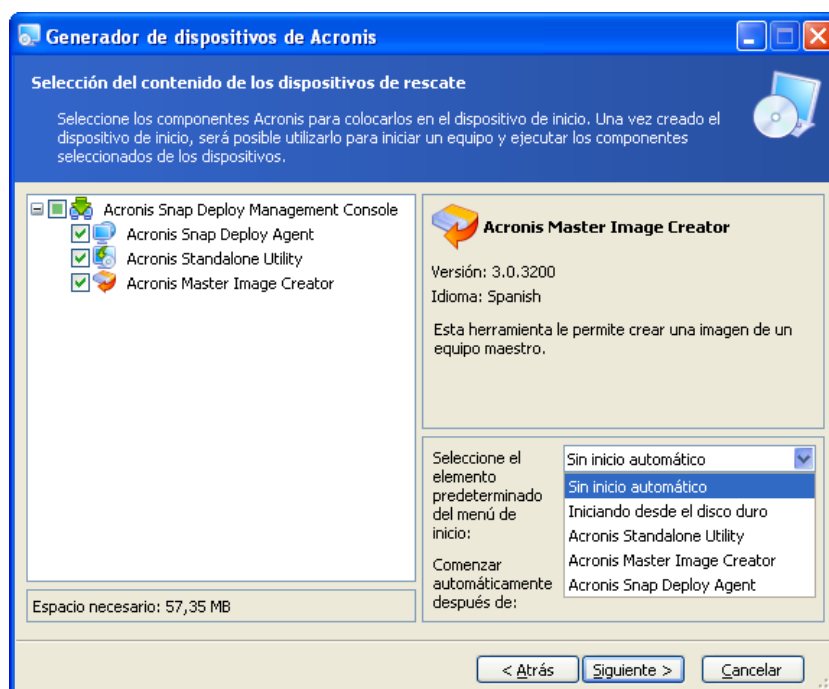 Generador de dispositivos de Acronis
Selección del contenido de los dispositivos de rescate
Seleccione los componentes Acronis para colocarlos en el dispositivo de inicio. Una vez creado el
dispositivo de inicio, será posible utilizarlo para iniciar un equipo y ejecutar los componentes
seleccionados de los dispositivos.
Acronis Snap Deploy Management Console
Acronis Snap Deploy Agent
Acronis Standalone Utility
Acronis Master Image Creator
Espacio necesario: 57,35 MB
Acronis Master Image Creator
Versión: 3.0.3200
Idioma: Spanish
Esta herramienta le permite crear una imagen de un
equipo maestro.
Seleccione el
elemento
predeterminado
del menú de
inicio:
Sin inicio automático
Sin inicio automático
Iniciando desde el disco duro
Acronis Standalone Utility
Acronis Master Image Creator
Acronis Snap Deploy Agent
Comenzar
automáticamente
después de:
< Atrás
Siguiente >
Cancelar